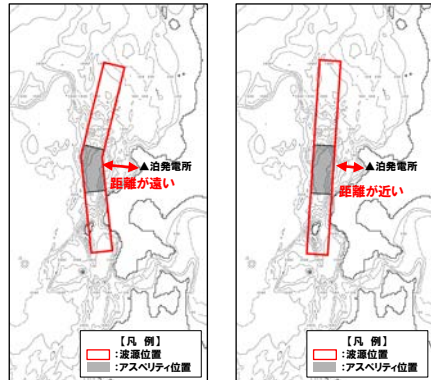 ▲泊発電所
距離が遠い
【凡 例】
:波源位置
:アスペリティ位置
▲泊発電所
距離が近い
【凡 例】
:波源位置
:アスペリティ位置